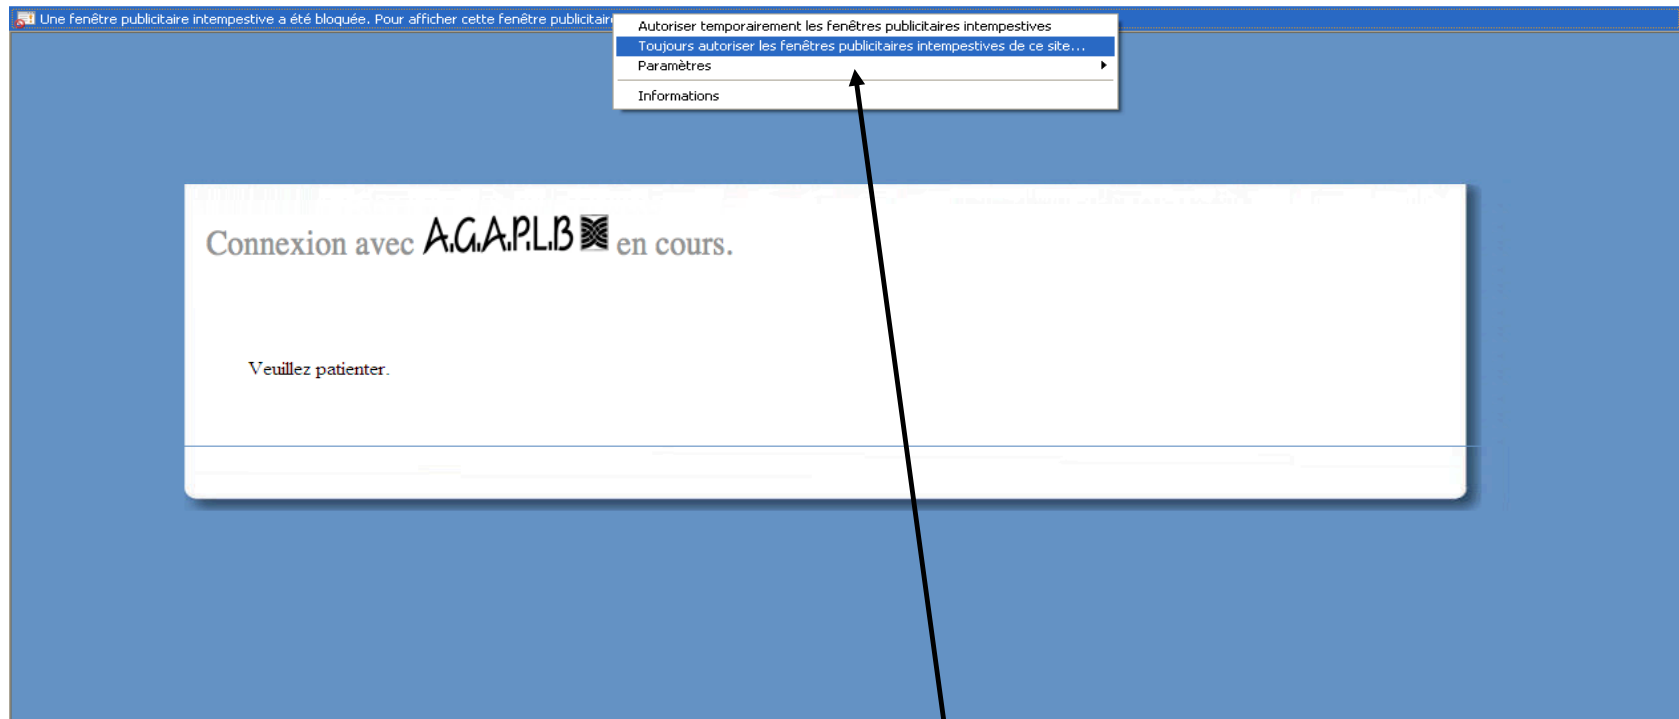 Une fenêtre publicitaire intempestive a été bloquée. Pour afficher cette fenêtre publicitair
Autoriser temporairement les fenêtres publicitaires intempestives
Toujours autoriser les fenêtres publicitaires intempestives de ce site...
Paramètres
Informations
Connexion avec A.G.A.P.L.B en cours.
Veuillez patienter.